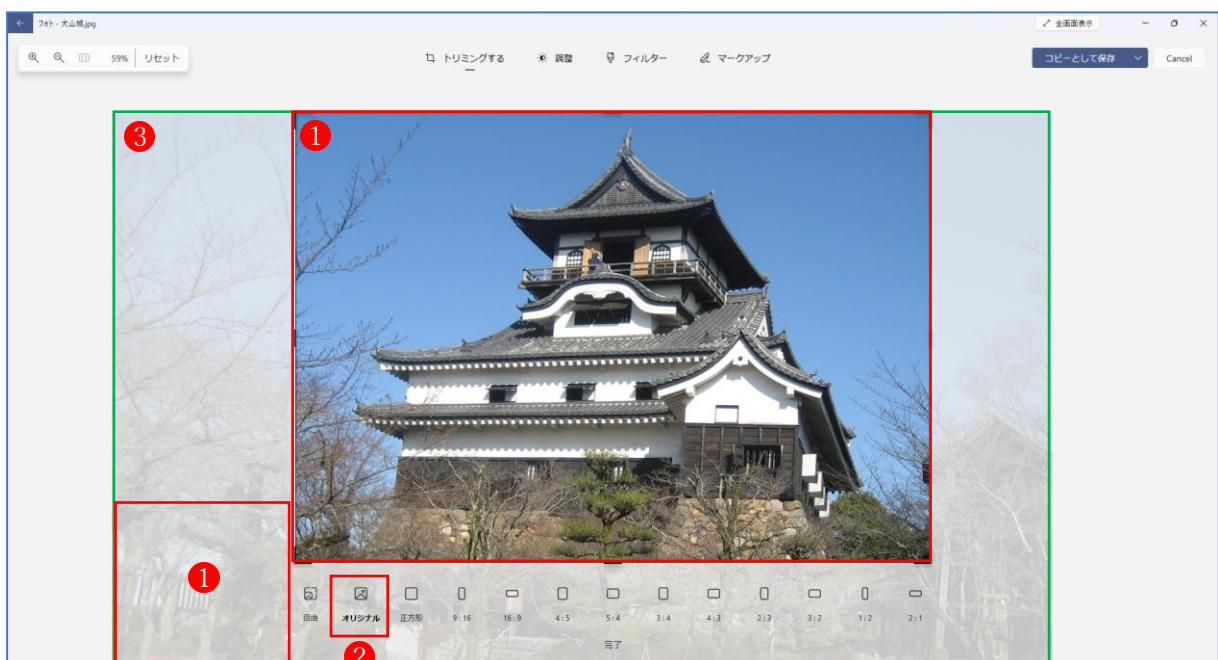 フォト - 犬山城.jpg
全画面表示
59% リセット
トリミングする 調整 フィルター マークアップ
コピーとして保存 Cancel
3 1
1
自由 オリジナル 正方形 9:16 16:9 4:5 5:4 3:4 4:3 2:3 3:2 1:2 2:1
完了
2